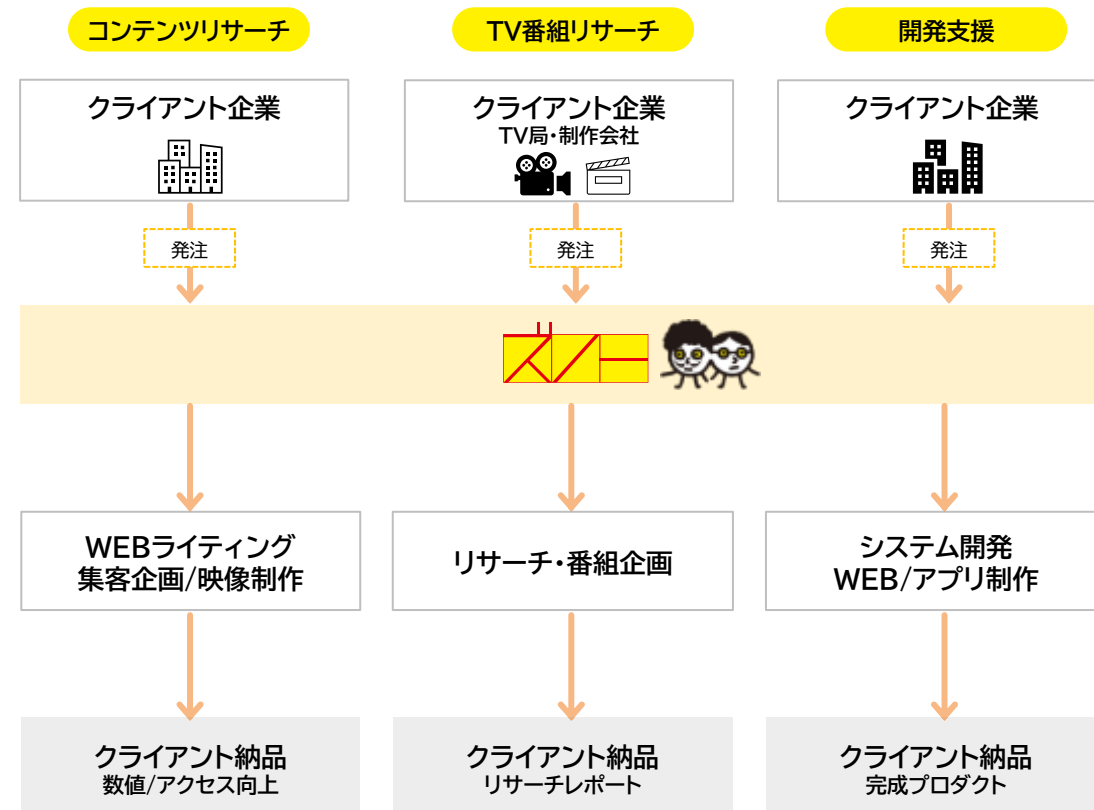 コンテンツリサーチ
TV番組リサーチ
開発支援
クライアント企業
クライアント企業
TV局・制作会社
クライアント企業
発注
発注
発注
ズノー
WEBライティング
集客企画/映像制作
リサーチ・番組企画
システム開発
WEB/アプリ制作
クライアント納品
数値/アクセス向上
クライアント納品
リサーチレポート
クライアント納品
完成プロダクト